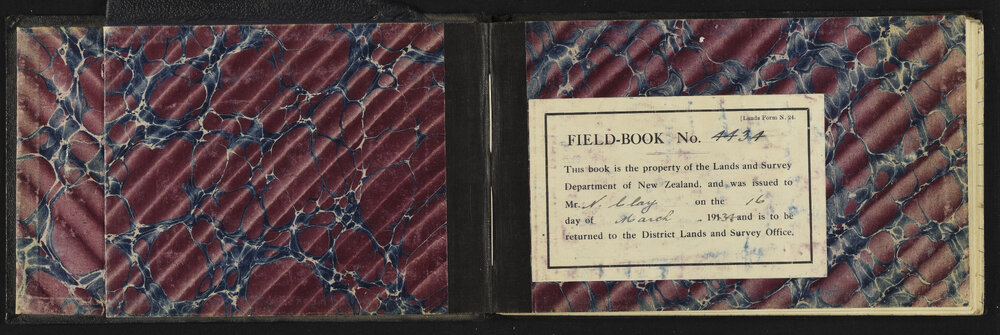 [Lands Form N. 24.
FIELD-BOOK No. 4434
THIS book is the property of the Lands and Survey
Department of New Zealand, and was issued to
Mr. N. Clay on the 16
day of March 1934 and is to be
returned to the District Lands and Survey Office.